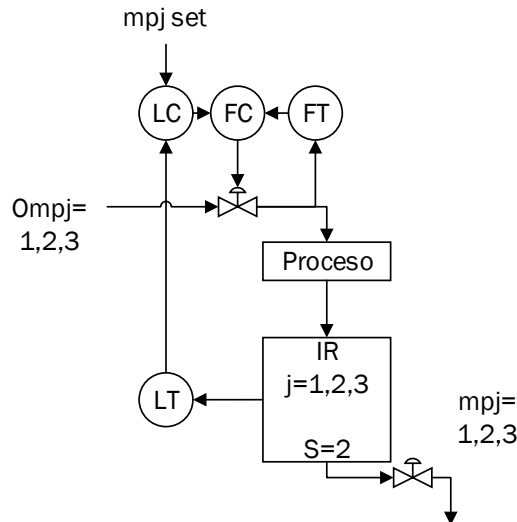 mpj set
LC
FC
FT
Ompj=
1,2,3
Proceso
IR
j=1,2,3
LT
S=2
mpj=
1,2,3